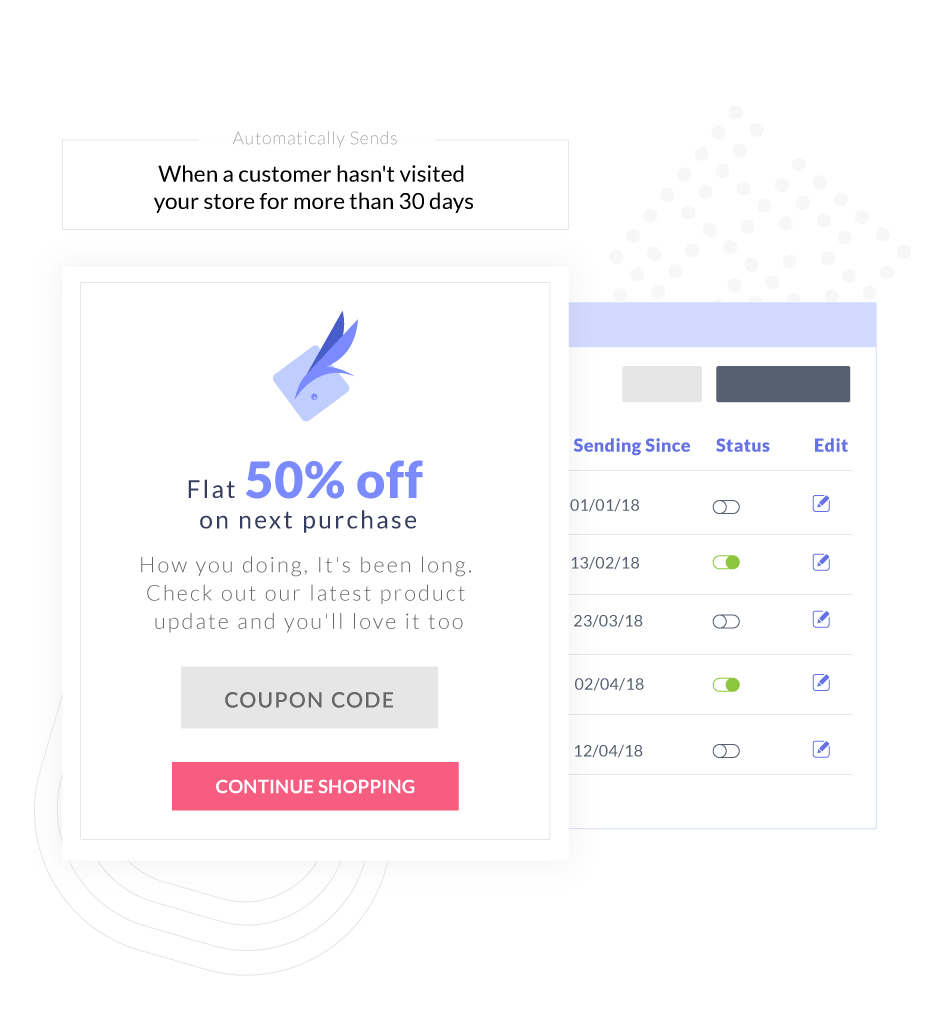 Automatically Sends
When a customer hasn't visited
your store for more than 30 days
Flat 50% off
on next purchase
How you doing, It's been long.
Check out our latest product
update and you'll love it too
COUPON CODE
CONTINUE SHOPPING
Sending Since Status Edit
01/01/18
13/02/18
23/03/18
02/04/18
12/04/18